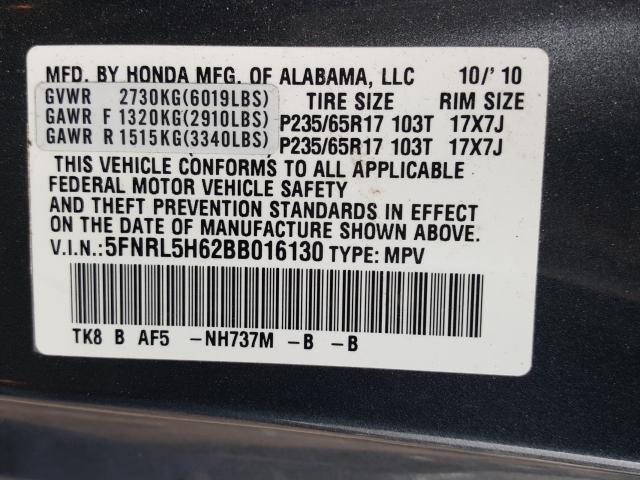 MFD. BY HONDA MFG. OF ALABAMA, LLC 10/'10
GVWR 2730KG(6019LBS) TIRE SIZE RIM SIZE
GAWR F 1320KG(2910LBS) P235/65R17 103T 17X7J
GAWR R 1515KG(3340LBS) P235/65R17 103T 17X7J
THIS VEHICLE CONFORMS TO ALL APPLICABLE
FEDERAL MOTOR VEHICLE SAFETY
AND THEFT PREVENTION STANDARDS IN EFFECT
ON THE DATE OF MANUFACTURE SHOWN ABOVE.
V.I.N.:5FNRL5H62BB016130 TYPE: MPV
TK8 B AF5 -NH737M -B -B